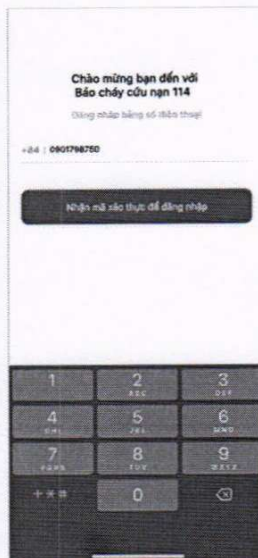 Chào mừng bạn đến với
Báo cháy cứu nạn 114
Đăng nhập bằng số điện thoại
+84 | 0901798750
Nhận mã xác thực để đăng nhập
1 2 3
ABC DEF
4 5 6
GHI JKL MNO
7 8 9
PQRS TUV WXYZ
+ * # 0